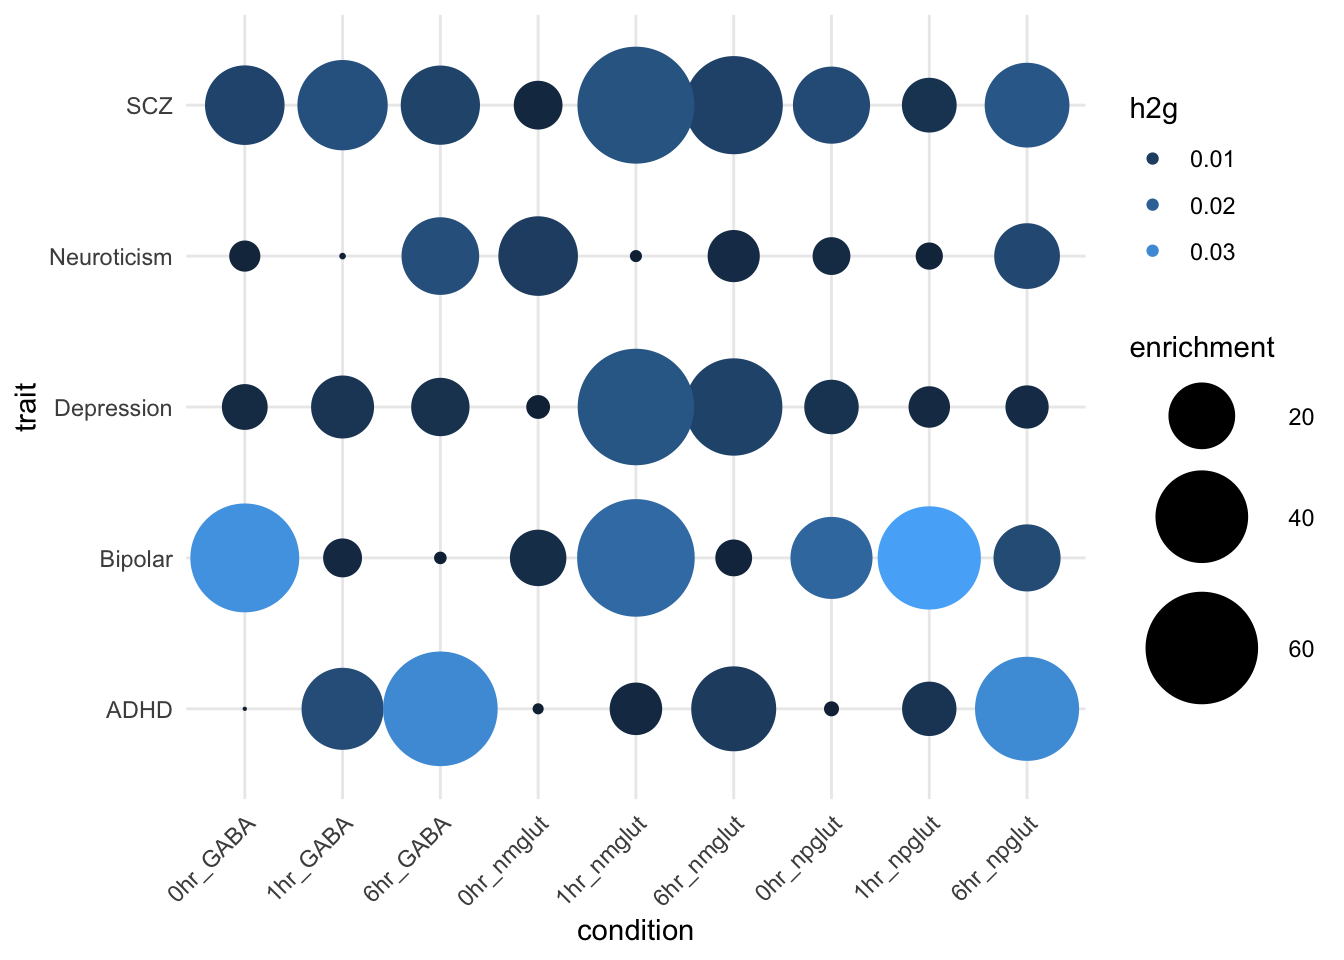 SCZ
Neuroticism
Depression
Bipolar
ADHD
trait
0hr_GABA
1hr_GABA
6hr_GABA
0hr_nmglut
1hr_nmglut
6hr_nmglut
0hr_npglut
1hr_npglut
6hr_npglut
condition
h2g
0.01
0.02
0.03
enrichment
20
40
60